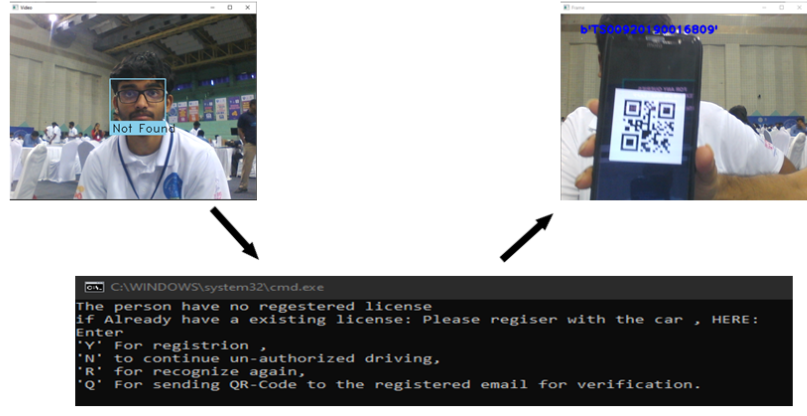 Video
Not Found
Frame
b'TS00920190016809'
C:\WINDOWS\system32\cmd.exe
The person have no regestered license
if Already have a existing license: Please regiser with the car , HERE:
Enter
'Y' For registrion ,
'N' to continue un-authorized driving,
'R' for recognize again,
'Q' For sending QR-Code to the registered email for verification.